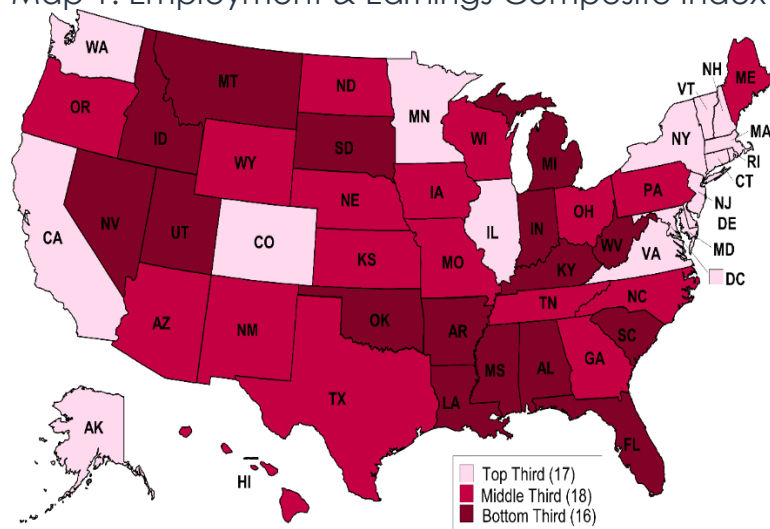 Map 1. Employment & Earnings Composite Index
WA
MT
ND
MN
OR
ID
SD
WI
MI
WY
NE
IA
NV
UT
CO
KS
MO
IL
IN
OH
PA
NY
VT
NH
ME
MA
RI
CT
NJ
DE
MD
DC
WV
VA
KY
CA
AZ
NM
OK
AR
TN
NC
SC
TX
LA
MS
AL
GA
FL
AK
HI
Top Third (17)
Middle Third (18)
Bottom Third (16)